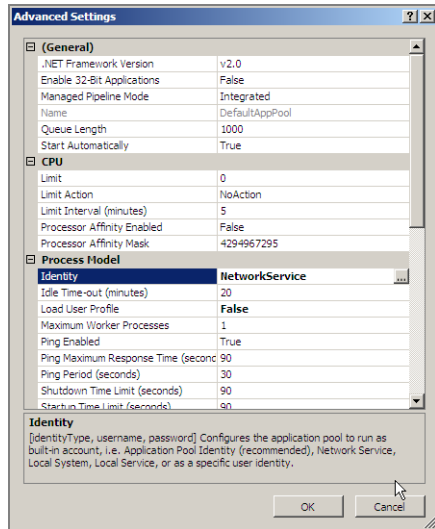 Advanced Settings
(General)
.NET Framework Version v2.0
Enable 32-Bit Applications False
Managed Pipeline Mode Integrated
Name DefaultAppPool
Queue Length 1000
Start Automatically True
CPU
Limit 0
Limit Action NoAction
Limit Interval (minutes) 5
Processor Affinity Enabled False
Processor Affinity Mask 4294967295
Process Model
Identity NetworkService ...
Idle Time-out (minutes) 20
Load User Profile False
Maximum Worker Processes 1
Ping Enabled True
Ping Maximum Response Time (second 90
Ping Period (seconds) 30
Shutdown Time Limit (seconds) 90
Startup Time Limit (seconds) 90
Identity
[identityType, username, password] Configures the application pool to run as
built-in account, i.e. Application Pool Identity (recommended), Network Service,
Local System, Local Service, or as a specific user identity.
OK Cancel